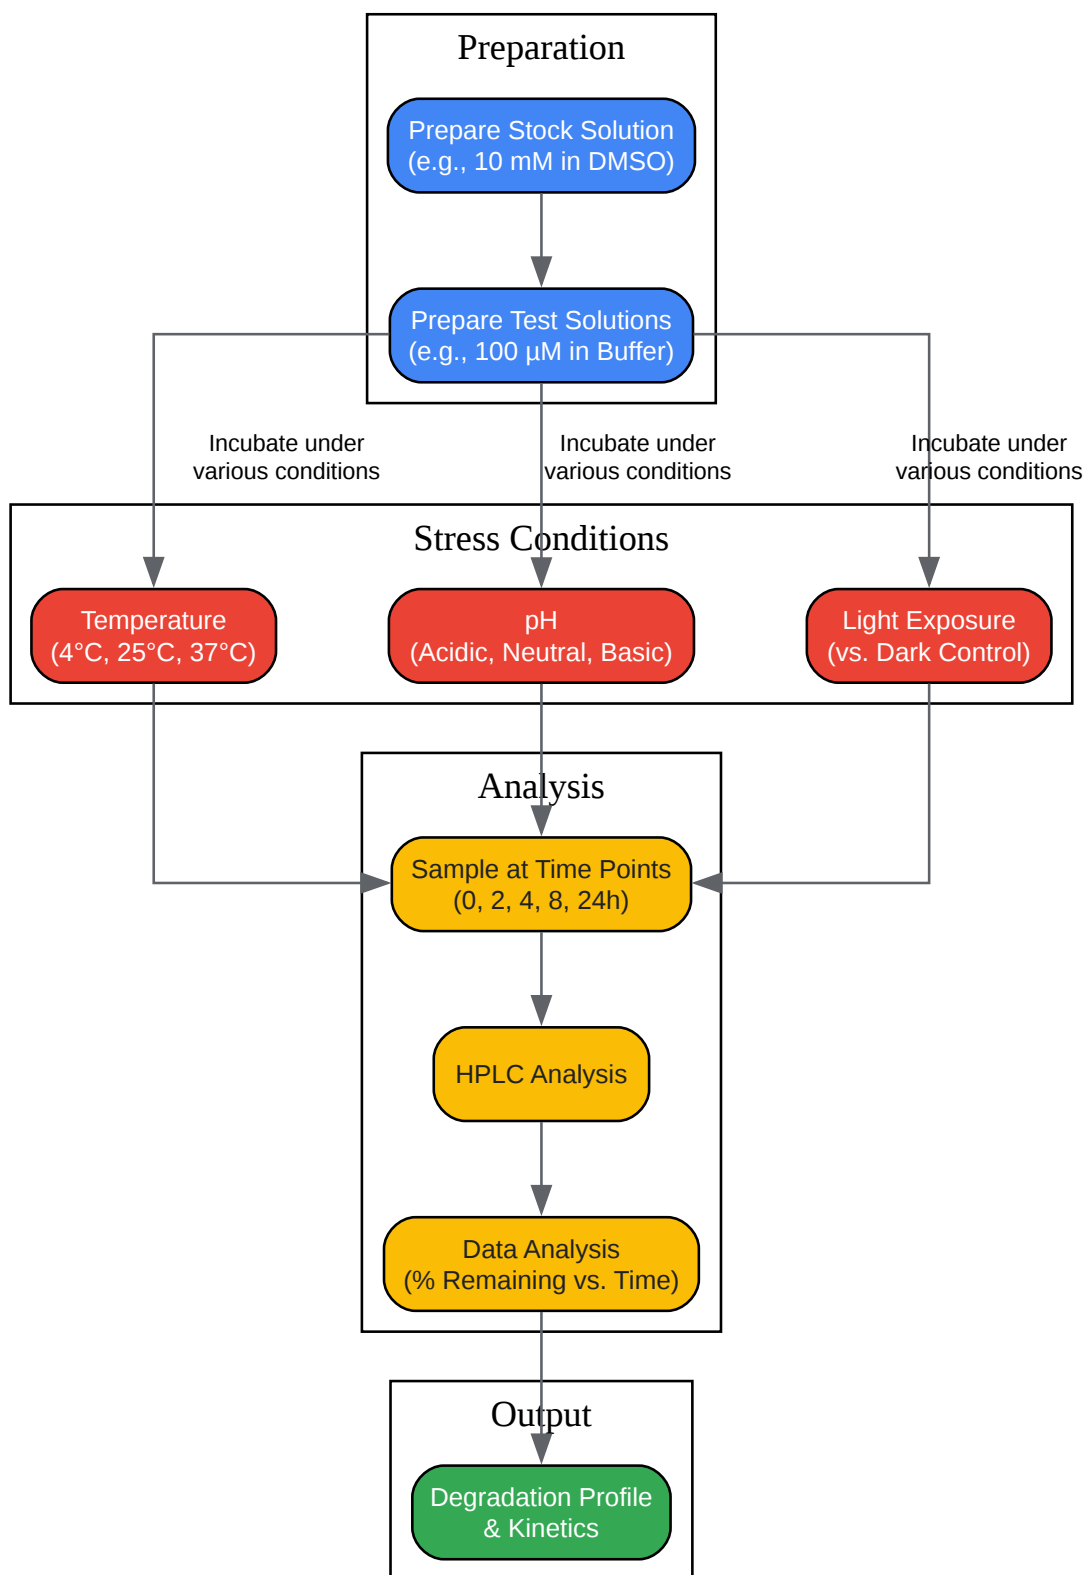 Preparation
Prepare Stock Solution
(e.g., 10 mM in DMSO)
Prepare Test Solutions
(e.g., 100 µM in Buffer)
Incubate under
various conditions
Incubate under
various conditions
Incubate under
various conditions
Stress Conditions
Temperature
(4°C, 25°C, 37°C)
pH
(Acidic, Neutral, Basic)
Light Exposure
(vs. Dark Control)
Analysis
Sample at Time Points
(0, 2, 4, 8, 24h)
HPLC Analysis
Data Analysis
(% Remaining vs. Time)
Output
Degradation Profile
& Kinetics